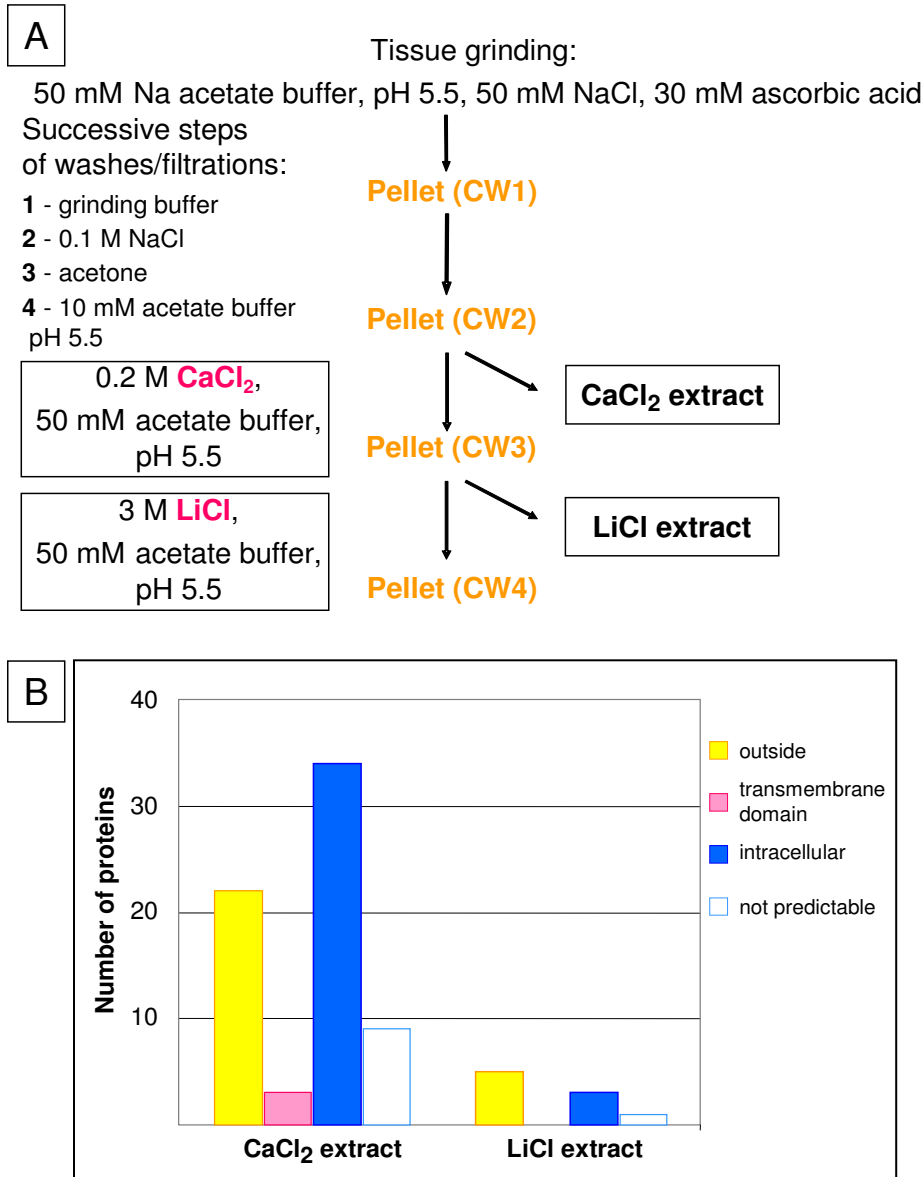 A
Tissue grinding:
50 mM Na acetate buffer, pH 5.5, 50 mM NaCl, 30 mM ascorbic acid
Successive steps
of washes/filtrations:
1 - grinding buffer
2 - 0.1 M NaCl
3 - acetone
4 - 10 mM acetate buffer
pH 5.5
Pellet (CW1)
Pellet (CW2)
0.2 M CaCl₂,
50 mM acetate buffer,
pH 5.5
CaCl₂ extract
Pellet (CW3)
3 M LiCl,
50 mM acetate buffer,
pH 5.5
LiCl extract
Pellet (CW4)
B
Number of proteins
40
30
20
10
CaCl₂ extract
LiCl extract
outside
transmembrane
domain
intracellular
not predictable